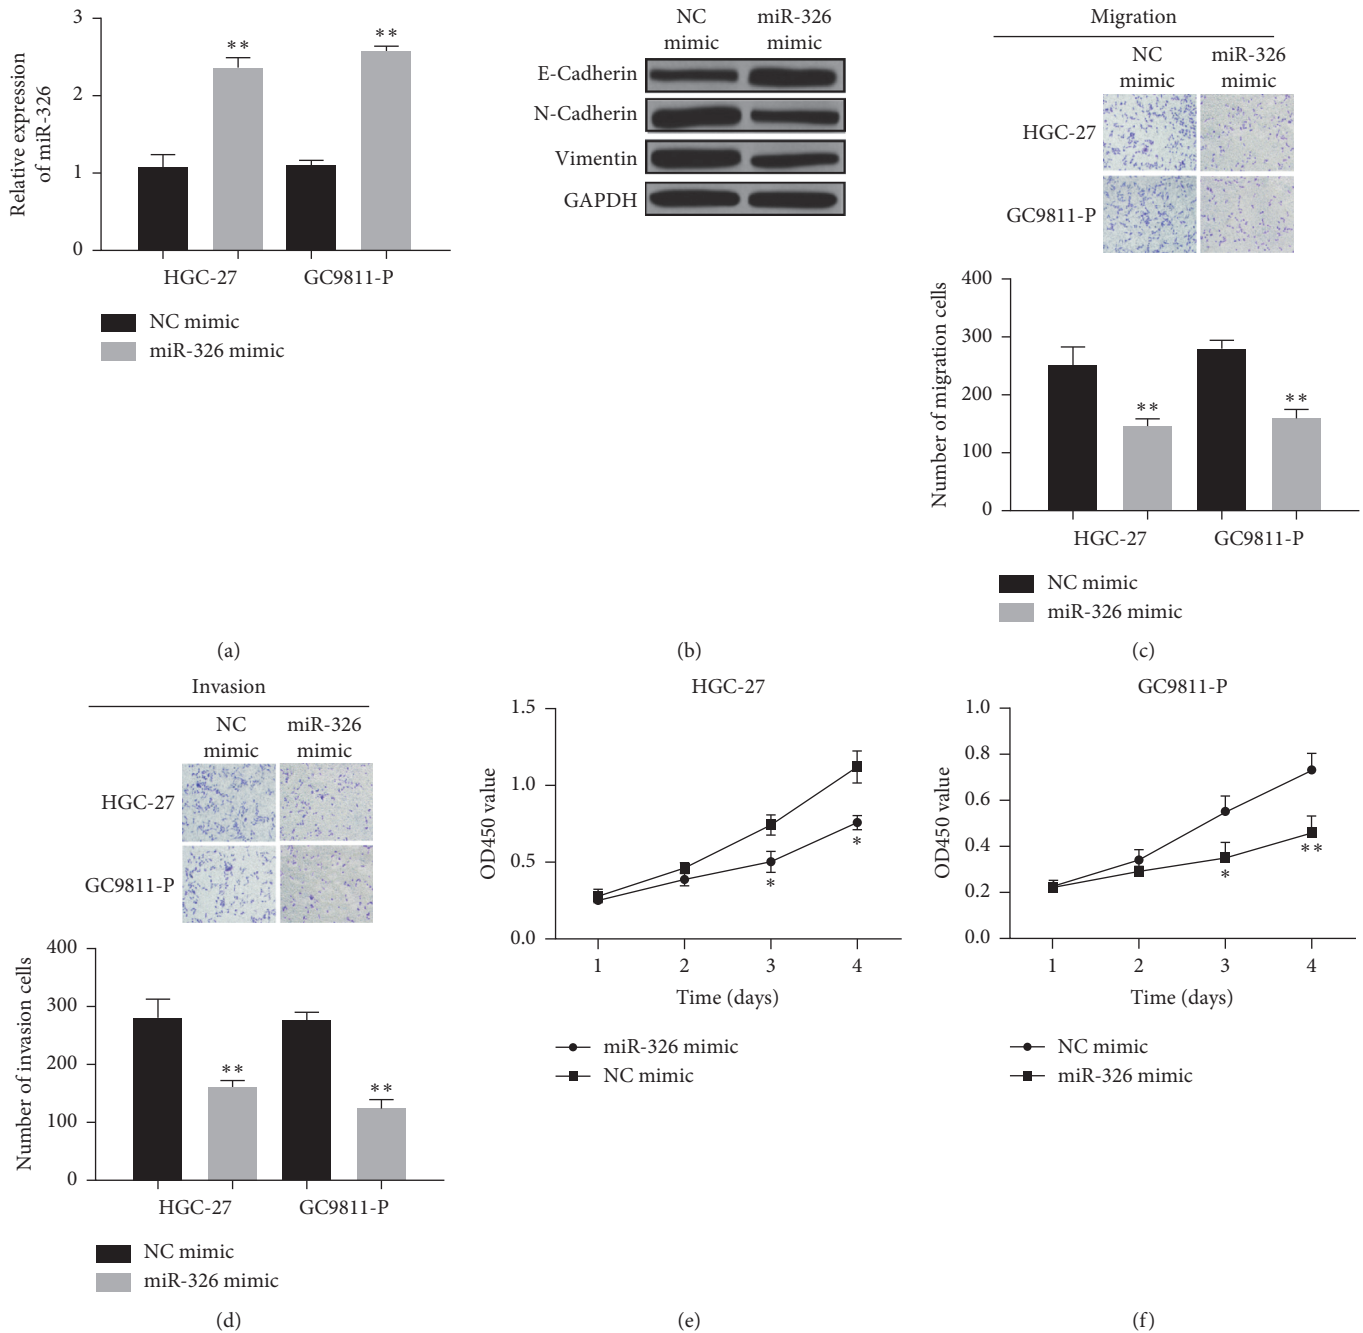 3
2
1
0
Relative expression
of miR-326
**
**
HGC-27
GC9811-P
NC mimic
miR-326 mimic
(a)
NC
mimic
miR-326
mimic
E-Cadherin
N-Cadherin
Vimentin
GAPDH
(b)
Migration
NC
mimic
miR-326
mimic
HGC-27
GC9811-P
400
300
200
100
0
Number of migration cells
**
**
HGC-27
GC9811-P
NC mimic
miR-326 mimic
(c)
Invasion
NC
mimic
miR-326
mimic
HGC-27
GC9811-P
400
300
200
100
0
Number of invasion cells
**
**
HGC-27
GC9811-P
NC mimic
miR-326 mimic
(d)
HGC-27
1.5
1.0
0.5
0.0
OD450 value
*
*
1 2 3 4
Time (days)
miR-326 mimic
NC mimic
(e)
GC9811-P
1.0
0.8
0.6
0.4
0.2
0.0
OD450 value
*
**
1 2 3 4
Time (days)
NC mimic
miR-326 mimic
(f)